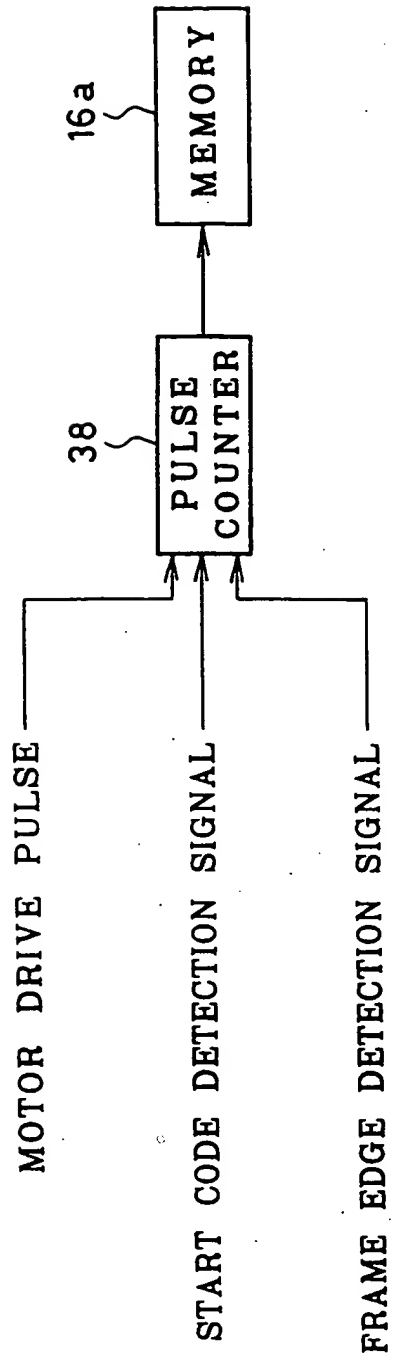 MOTOR DRIVE PULSE
START CODE DETECTION SIGNAL
FRAME EDGE DETECTION SIGNAL
38
PULSE
COUNTER
16a
MEMORY